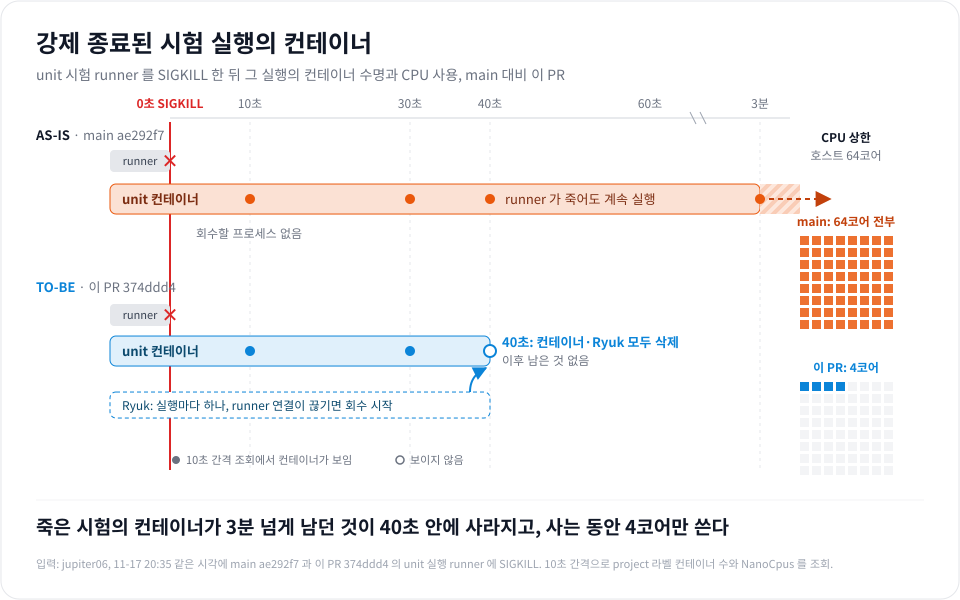 강제 종료된 시험 실행의 컨테이너
unit 시험 runner 를 SIGKILL 한 뒤 그 실행의 컨테이너 수명과 CPU 사용, main 대비 이 PR
0초 SIGKILL 10초 30초 40초 60초 3분
AS-IS · main ae292f7
CPU 상한
호스트 64코어
runner
unit 컨테이너
runner 가 죽어도 계속 실행
main: 64코어 전부
회수할 프로세스 없음
TO-BE · 이 PR 374ddd4
runner
unit 컨테이너
40초: 컨테이너·Ryuk 모두 삭제
이후 남은 것 없음
이 PR: 4코어
Ryuk: 실행마다 하나, runner 연결이 끊기면 회수 시작
10초 간격 조회에서 컨테이너가 보임
보이지 않음
죽은 시험의 컨테이너가 3분 넘게 남던 것이 40초 안에 사라지고, 사는 동안 4코어만 쓴다
입력: jupiter06, 11-17 20:35 같은 시각에 main ae292f7 과 이 PR 374ddd4 의 unit 실행 runner 에 SIGKILL. 10초 간격으로 project 라벨 컨테이너 수와 NanoCpus 를 조회.